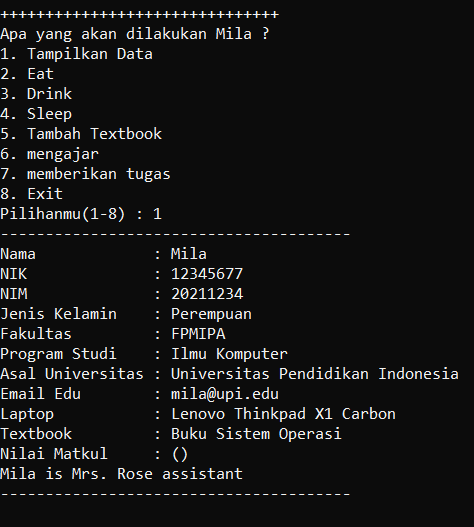 +++++++++++++++++++++++++++++++
Apa yang akan dilakukan Mila ?
1. Tampilkan Data
2. Eat
3. Drink
4. Sleep
5. Tambah Textbook
6. mengajar
7. memberikan tugas
8. Exit
Pilihanmu(1-8) : 1
---------------------------------------
Nama             : Mila
NIK              : 12345677
NIM              : 20211234
Jenis Kelamin    : Perempuan
Fakultas         : FPMIPA
Program Studi    : Ilmu Komputer
Asal Universitas : Universitas Pendidikan Indonesia
Email Edu        : mila@upi.edu
Laptop           : Lenovo Thinkpad X1 Carbon
Textbook         : Buku Sistem Operasi
Nilai Matkul     : ()
Mila is Mrs. Rose assistant
---------------------------------------